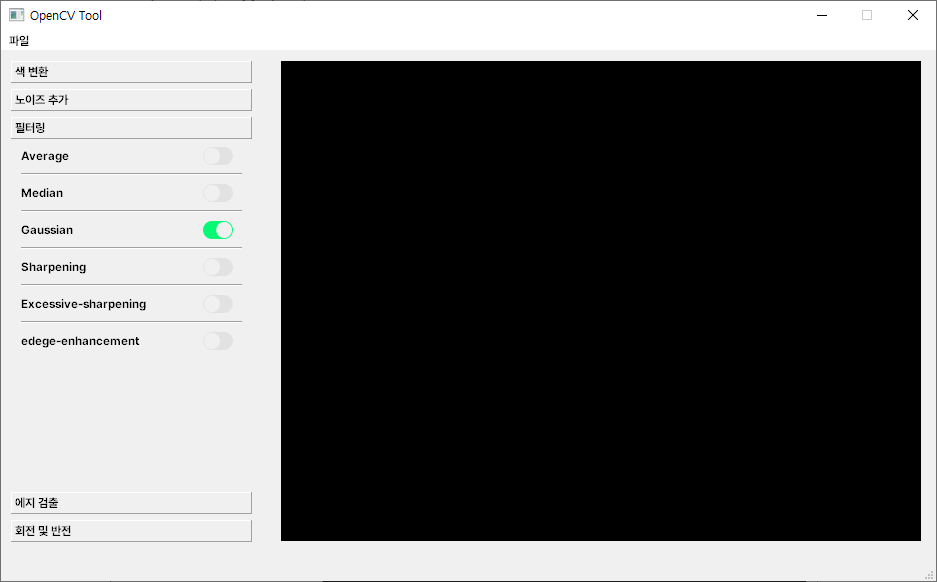 OpenCV Tool
파일
색 변환
노이즈 추가
필터링
Average
Median
Gaussian
Sharpening
Excessive-sharpening
edege-enhancement
에지 검출
회전 및 반전